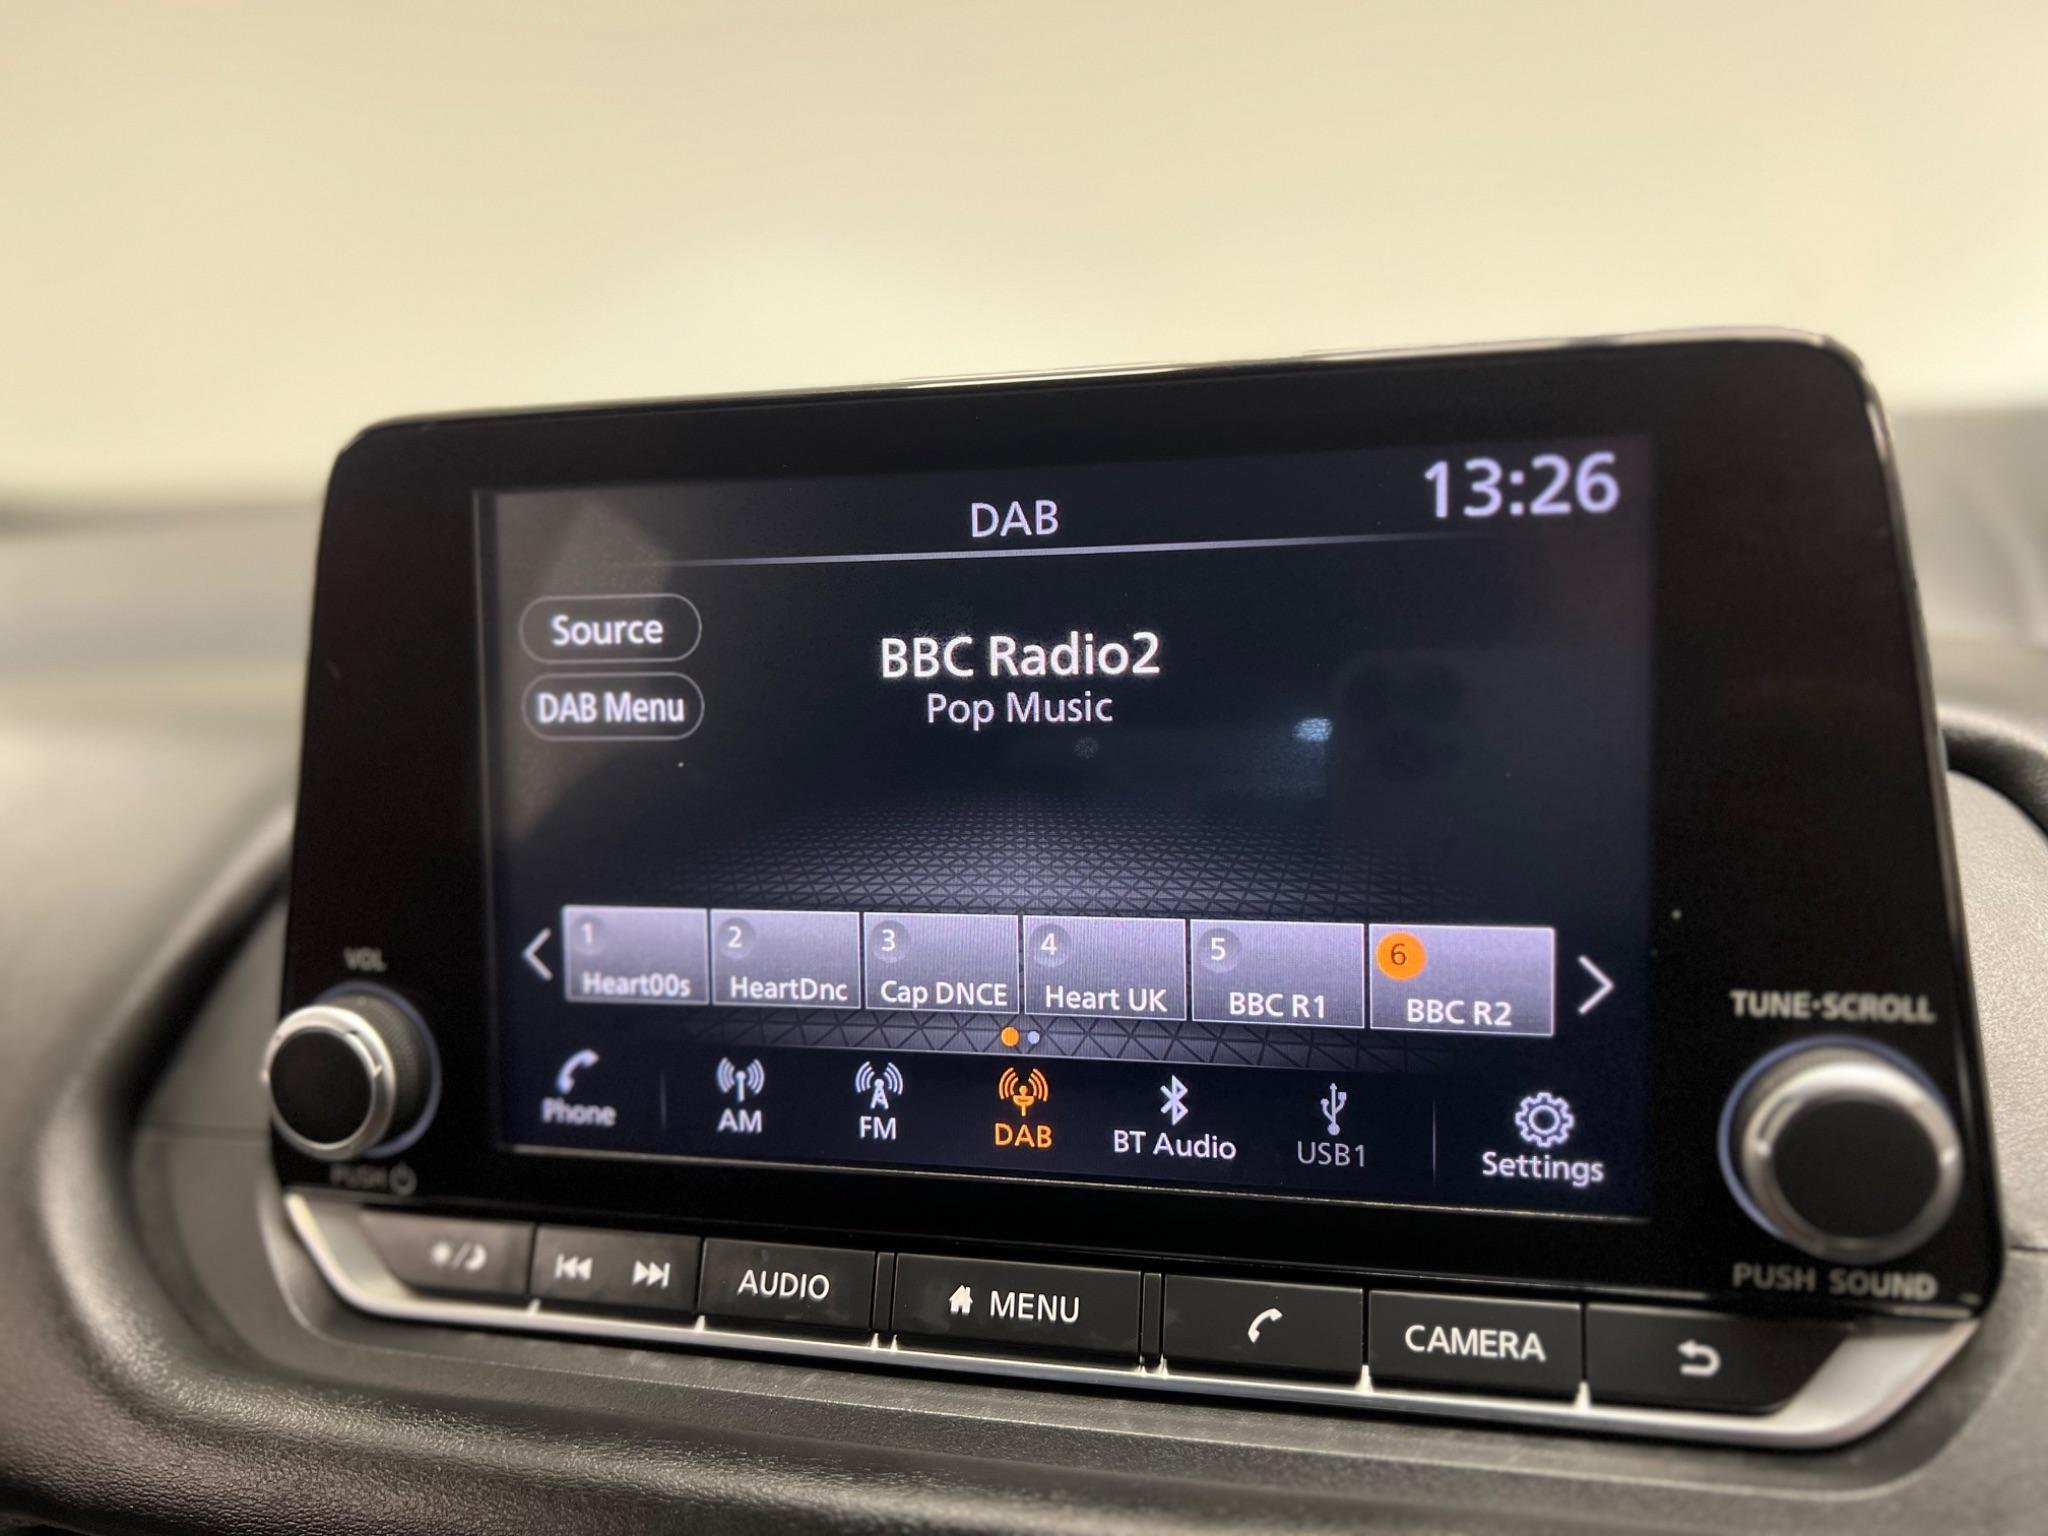 DAB
13:26
Source
DAB Menu
BBC Radio2
Pop Music
1
Heart00s
2
HeartDnc
3
Cap DNCE
4
Heart UK
5
BBC R1
6
BBC R2
Phone
AM
FM
DAB
BT Audio
USB1
Settings
VOL
PUSH
TUNE·SCROLL
PUSH SOUND
AUDIO
MENU
CAMERA